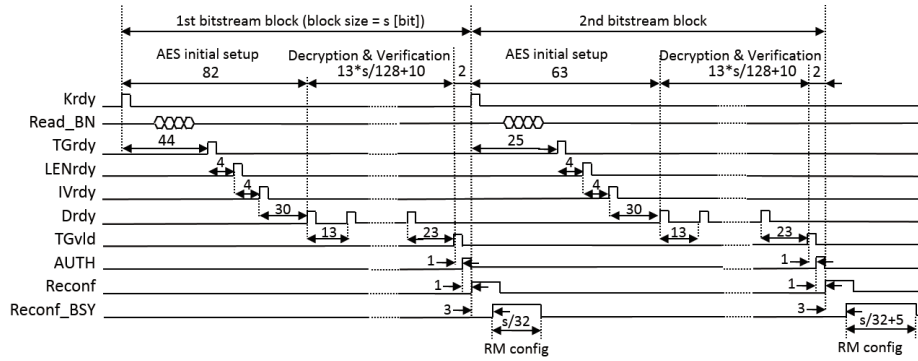 1st bitstream block (block size = s [bit]) 2nd bitstream block
AES initial setup Decryption & Verification AES initial setup Decryption & Verification
82 13*s/128+10 2 63 13*s/128+10 2
Krdy
Read_BN
44 25
TGrdy
4 4
LENrdy
4 4
IVrdy
30 30
Drdy
13 23 13 23
TGvld
1 1
AUTH
1 1
Reconf
3 3
Reconf_BSY
s/32 s/32+5
RM config RM config